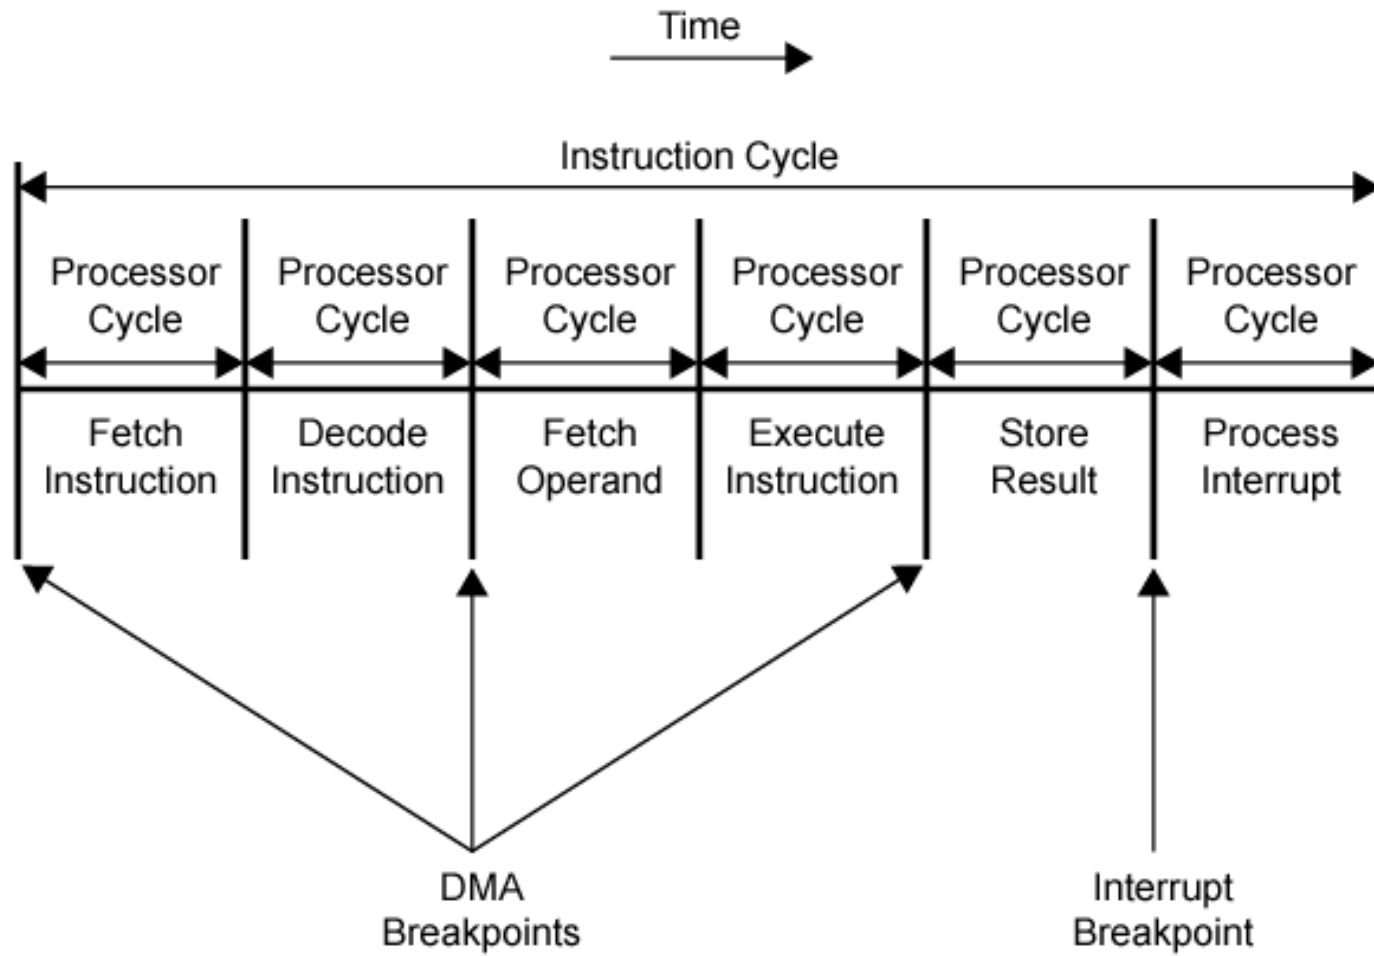 Time
Instruction Cycle
Processor Processor Processor Processor Processor Processor
Cycle Cycle Cycle Cycle Cycle Cycle
Fetch Decode Fetch Execute Store Process
Instruction Instruction Operand Instruction Result Interrupt
DMA Interrupt
Breakpoints Breakpoint